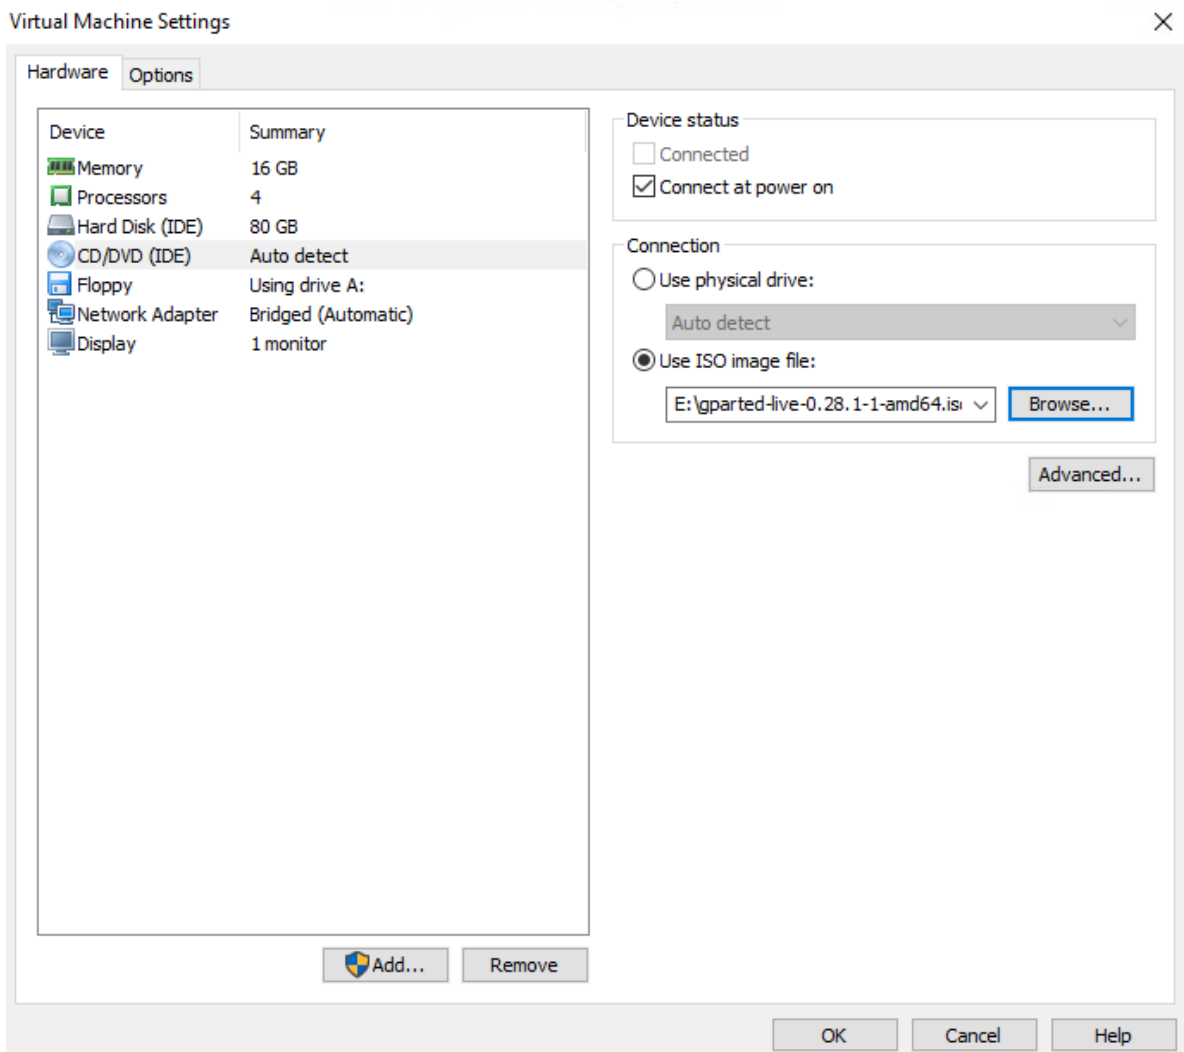 Virtual Machine Settings
Hardware Options
Device Summary
Memory 16 GB
Processors 4
Hard Disk (IDE) 80 GB
CD/DVD (IDE) Auto detect
Floppy Using drive A:
Network Adapter Bridged (Automatic)
Display 1 monitor
Add... Remove
Device status
Connected
Connect at power on
Connection
Use physical drive:
Auto detect
Use ISO image file:
E:\gparted-live-0.28.1-1-amd64.is Browse...
Advanced...
OK Cancel Help